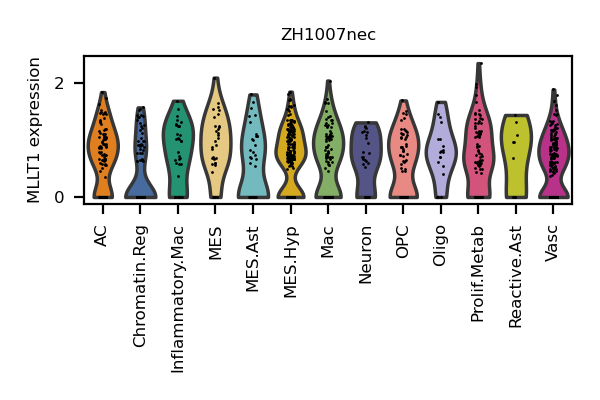 ZH1007nec
MLLT1 expression
2
0
AC
Chromatin.Reg
Inflammatory.Mac
MES
MES.Ast
MES.Hyp
Mac
Neuron
OPC
Oligo
Prolif.Metab
Reactive.Ast
Vasc